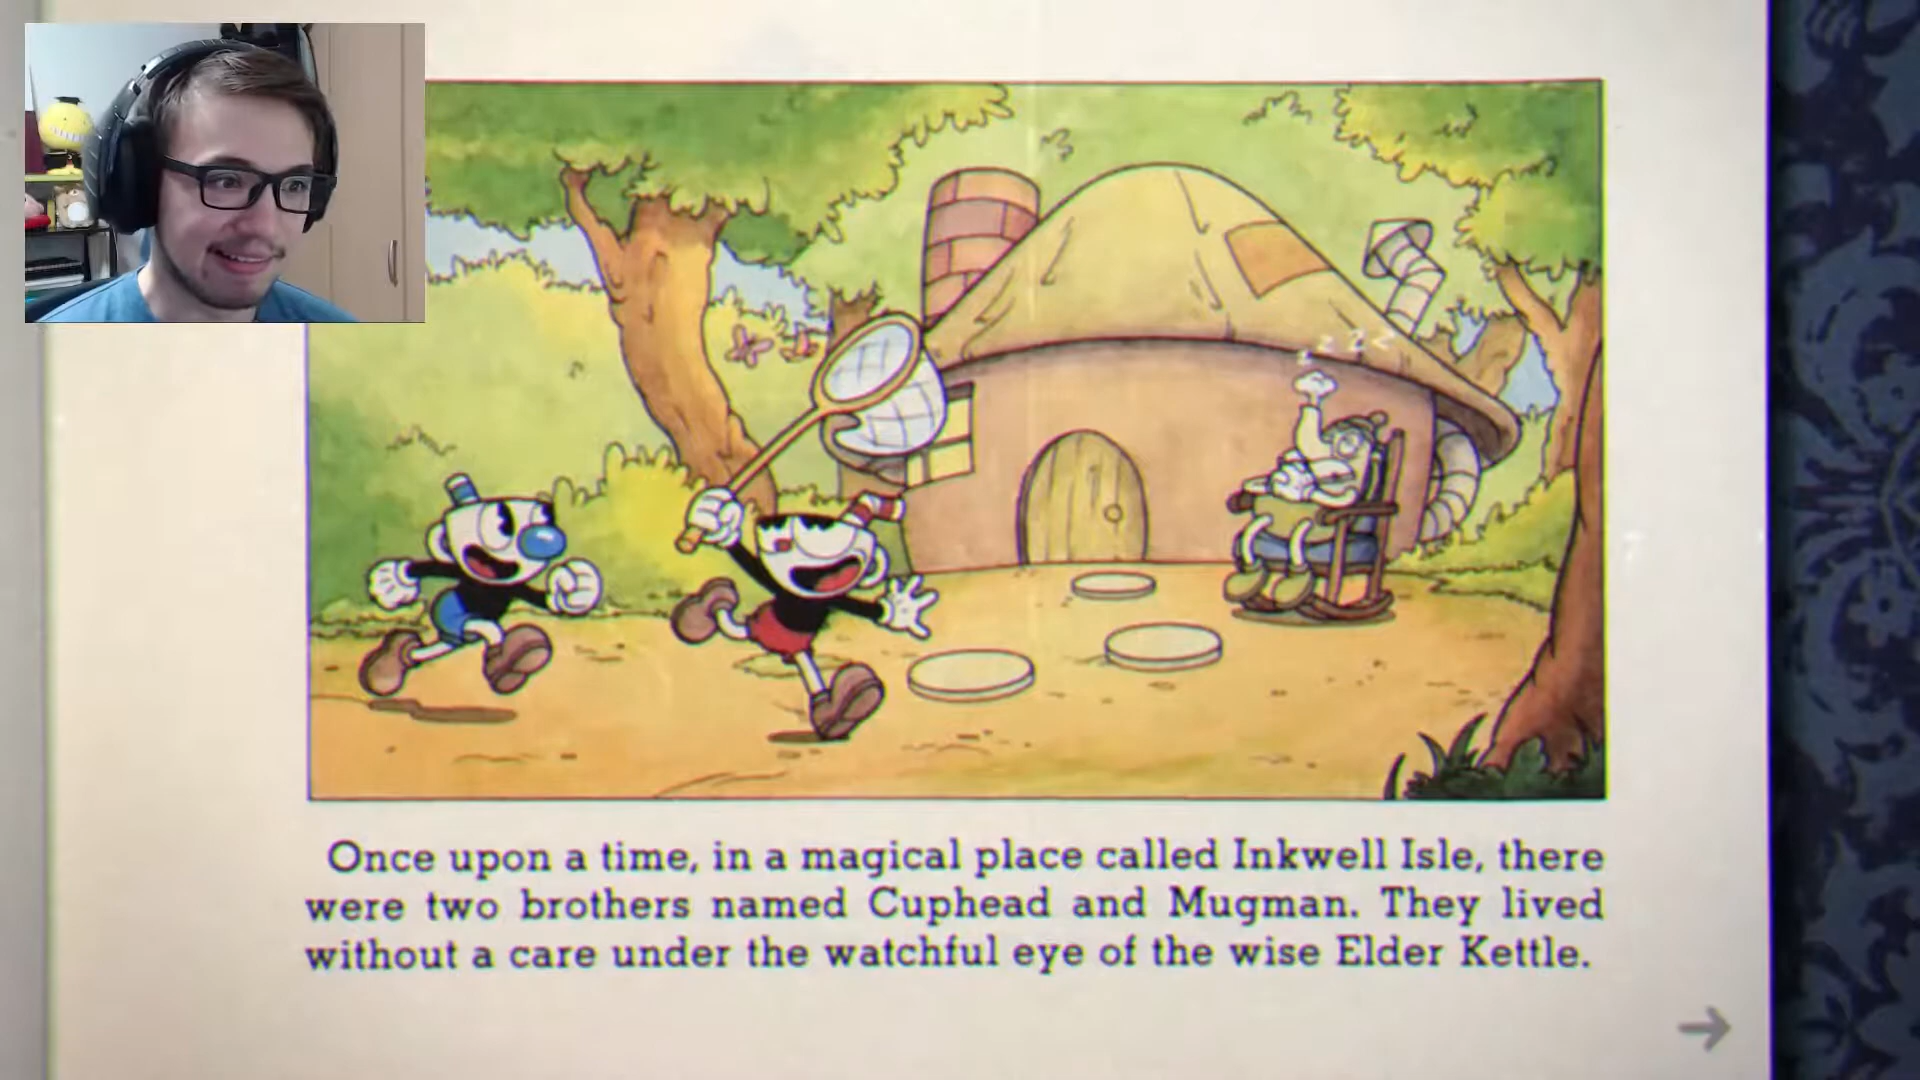 z z z z
Once upon a time, in a magical place called Inkwell Isle, there
were two brothers named Cuphead and Mugman. They lived
without a care under the watchful eye of the wise Elder Kettle.